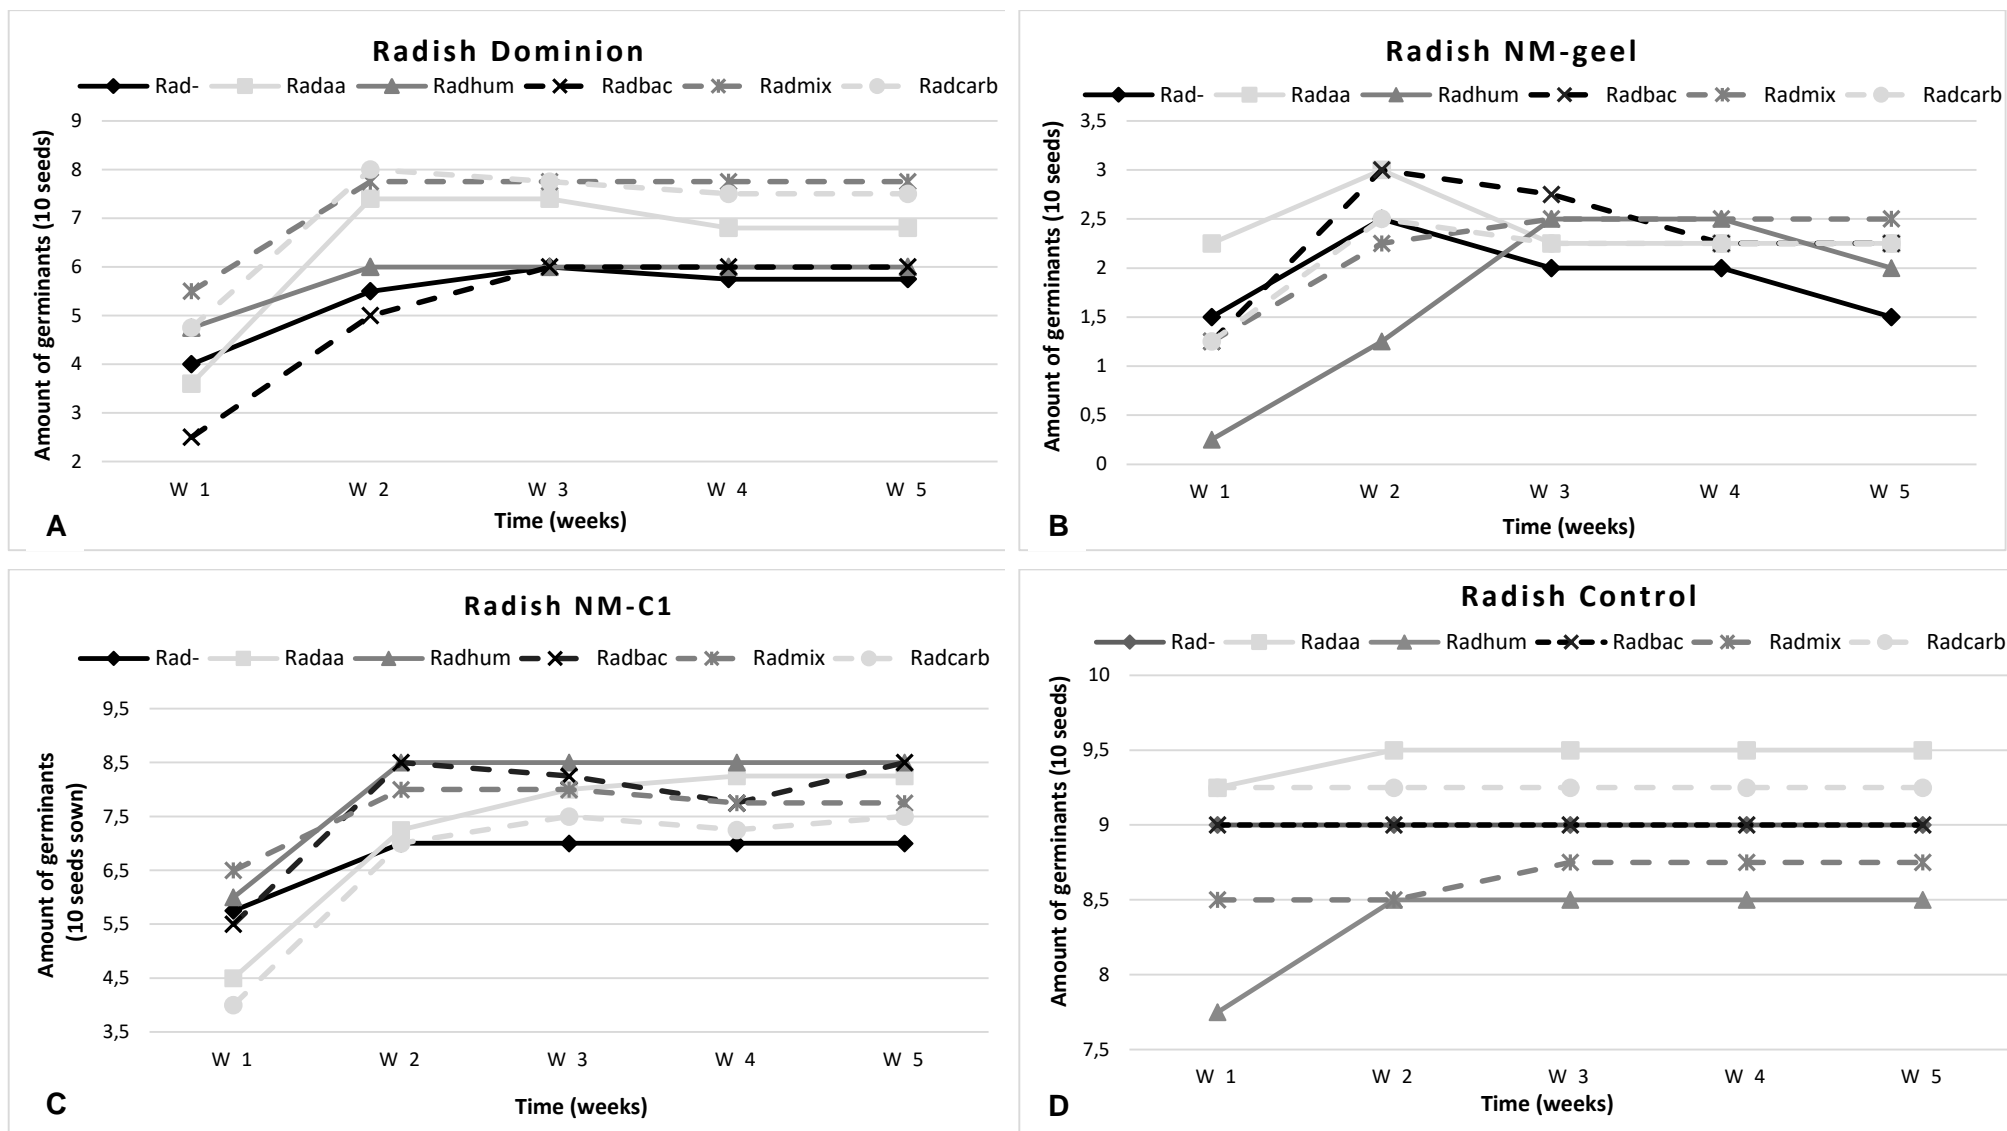 Radish Dominion
Rad- Radaa Radhum Radbac Radmix Radcarb
Amount of germinants (10 seeds)
9
8
7
6
5
4
3
2
W 1 W 2 W 3 W 4 W 5
Time (weeks)
A
Radish NM-geel
Rad- Radaa Radhum Radbac Radmix Radcarb
Amount of germinants (10 seeds)
3,5
3
2,5
2
1,5
1
0,5
0
W 1 W 2 W 3 W 4 W 5
Time (weeks)
B
Radish NM-C1
Rad- Radaa Radhum Radbac Radmix Radcarb
Amount of germinants
(10 seeds sown)
9,5
8,5
7,5
6,5
5,5
4,5
3,5
W 1 W 2 W 3 W 4 W 5
Time (weeks)
C
Radish Control
Rad- Radaa Radhum Radbac Radmix Radcarb
Amount of germinants (10 seeds)
10
9,5
9
8,5
8
7,5
W 1 W 2 W 3 W 4 W 5
Time (weeks)
D